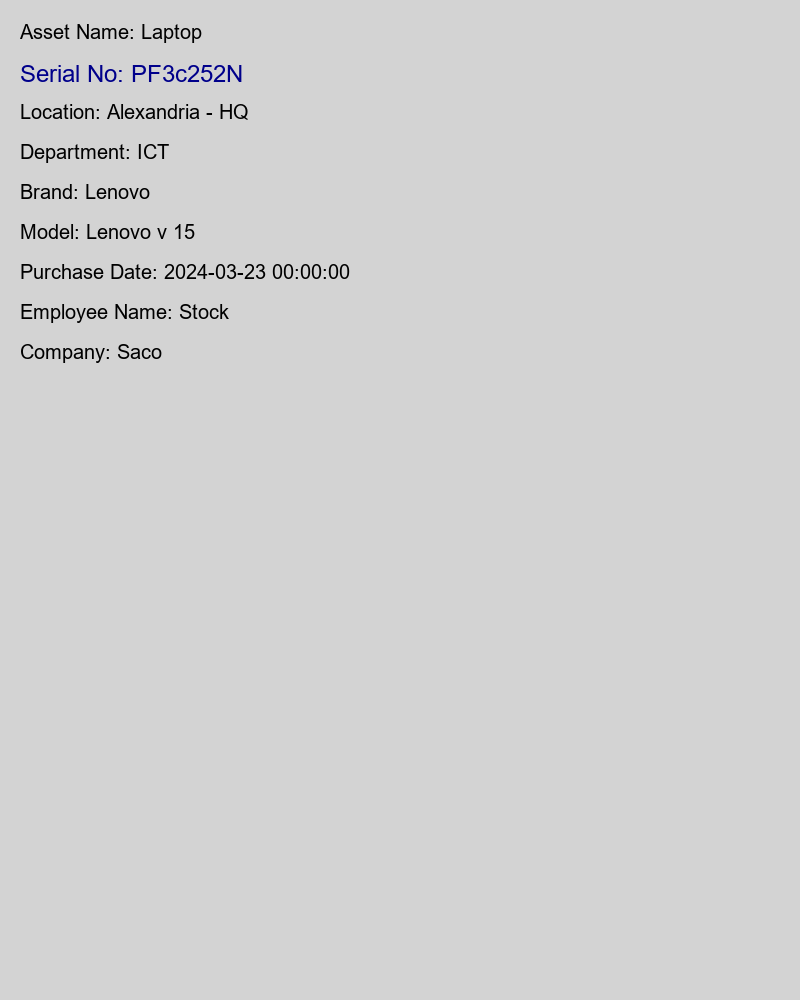 Asset Name: Laptop
Serial No: PF3c252N
Location: Alexandria - HQ
Department: ICT
Brand: Lenovo
Model: Lenovo v 15
Purchase Date: 2024-03-23 00:00:00
Employee Name: Stock
Company: Saco